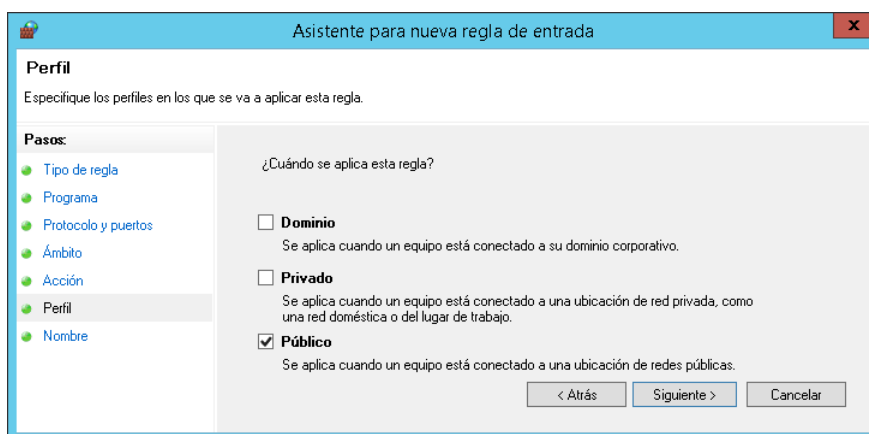 Asistente para nueva regla de entrada
x
Perfil
Especifique los perfiles en los que se va a aplicar esta regla.
Pasos:
Tipo de regla
Programa
Protocolo y puertos
Ámbito
Acción
Perfil
Nombre
¿Cuándo se aplica esta regla?
Dominio
Se aplica cuando un equipo está conectado a su dominio corporativo.
Privado
Se aplica cuando un equipo está conectado a una ubicación de red privada, como
una red doméstica o del lugar de trabajo.
Público
Se aplica cuando un equipo está conectado a una ubicación de redes públicas.
< Atrás
Siguiente >
Cancelar